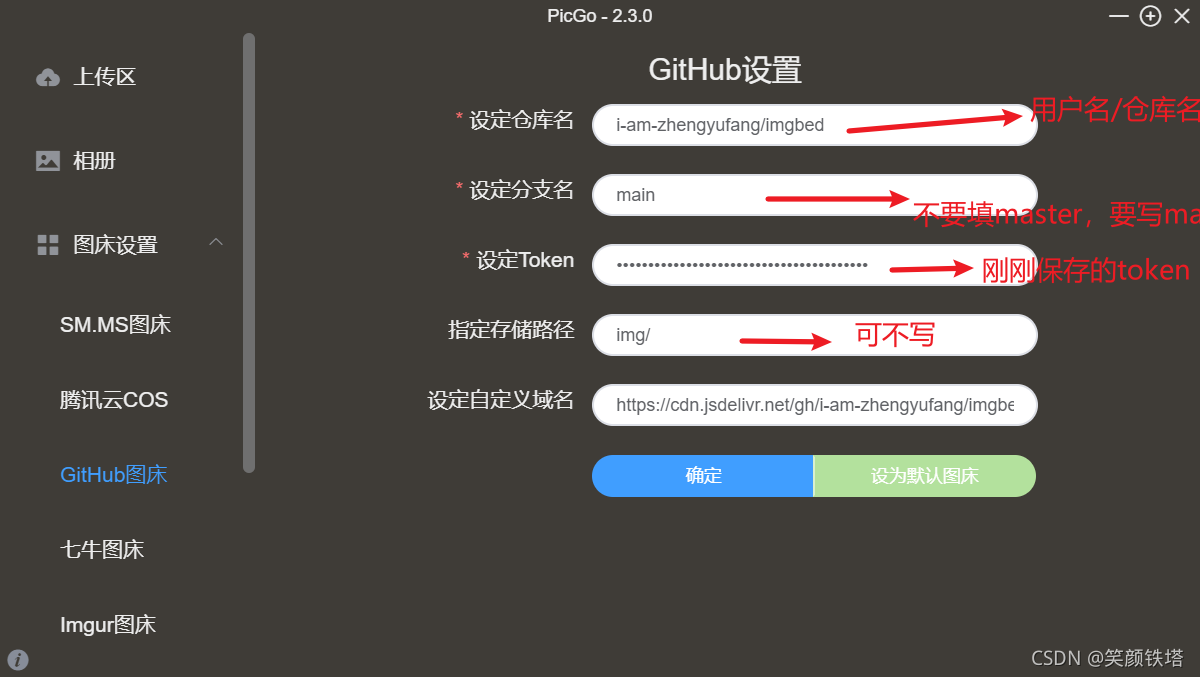 PicGo - 2.3.0
上传区
相册
图床设置
SM.MS图床
腾讯云COS
GitHub图床
七牛图床
Imgur图床
GitHub设置
* 设定仓库名
i-am-zhengyufang/imgbed
用户名/仓库名
* 设定分支名
main
不要填master，要写ma
* 设定Token
••••••••••••••••••••••••••••••••••••••••
刚刚保存的token
指定存储路径
img/
可不写
设定自定义域名
https://cdn.jsdelivr.net/gh/i-am-zhengyufang/imgbe
确定
设为默认图床
CSDN @笑颜铁塔